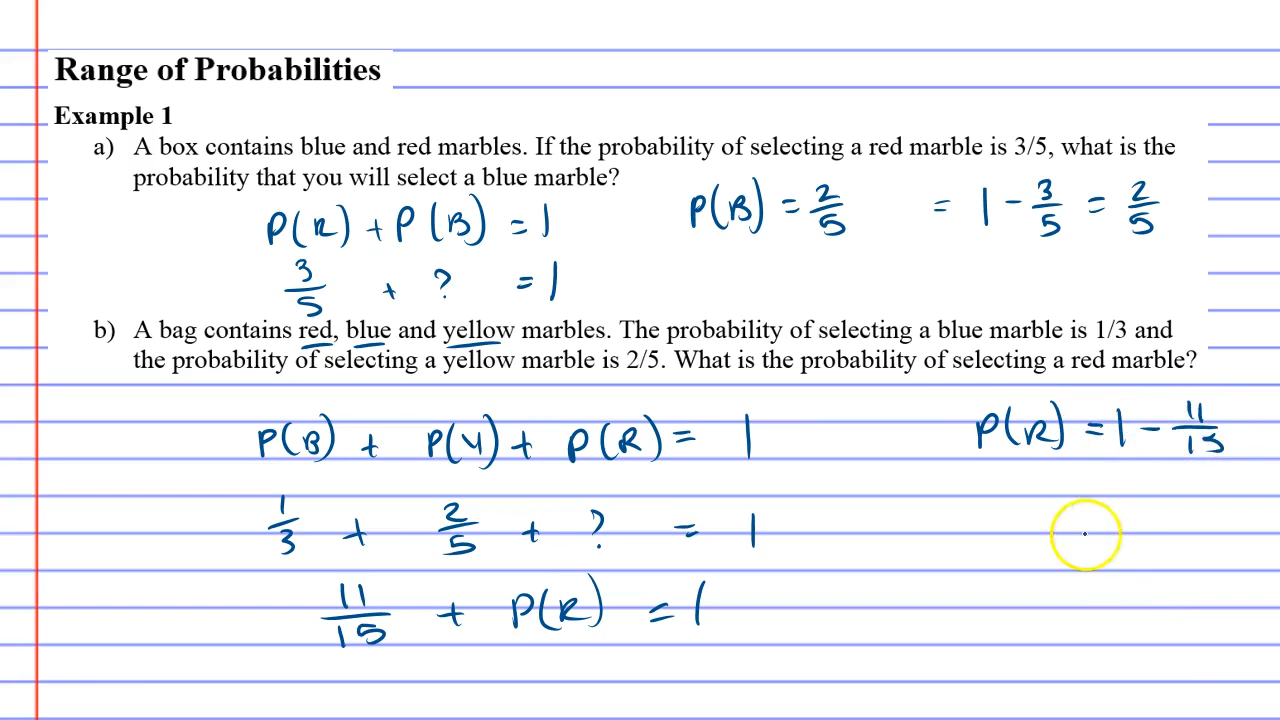 Range of Probabilities
Example 1
a) A box contains blue and red marbles. If the probability of selecting a red marble is 3/5, what is the
probability that you will select a blue marble?
P(R) + P(B) = 1
3/5 + ? = 1
P(B) = 2/5 = 1 - 3/5 = 2/5
b) A bag contains red, blue and yellow marbles. The probability of selecting a blue marble is 1/3 and
the probability of selecting a yellow marble is 2/5. What is the probability of selecting a red marble?
P(B) + P(Y) + P(R) = 1
1/3 + 2/5 + ? = 1
11/15 + P(R) = 1
P(R) = 1 - 11/15